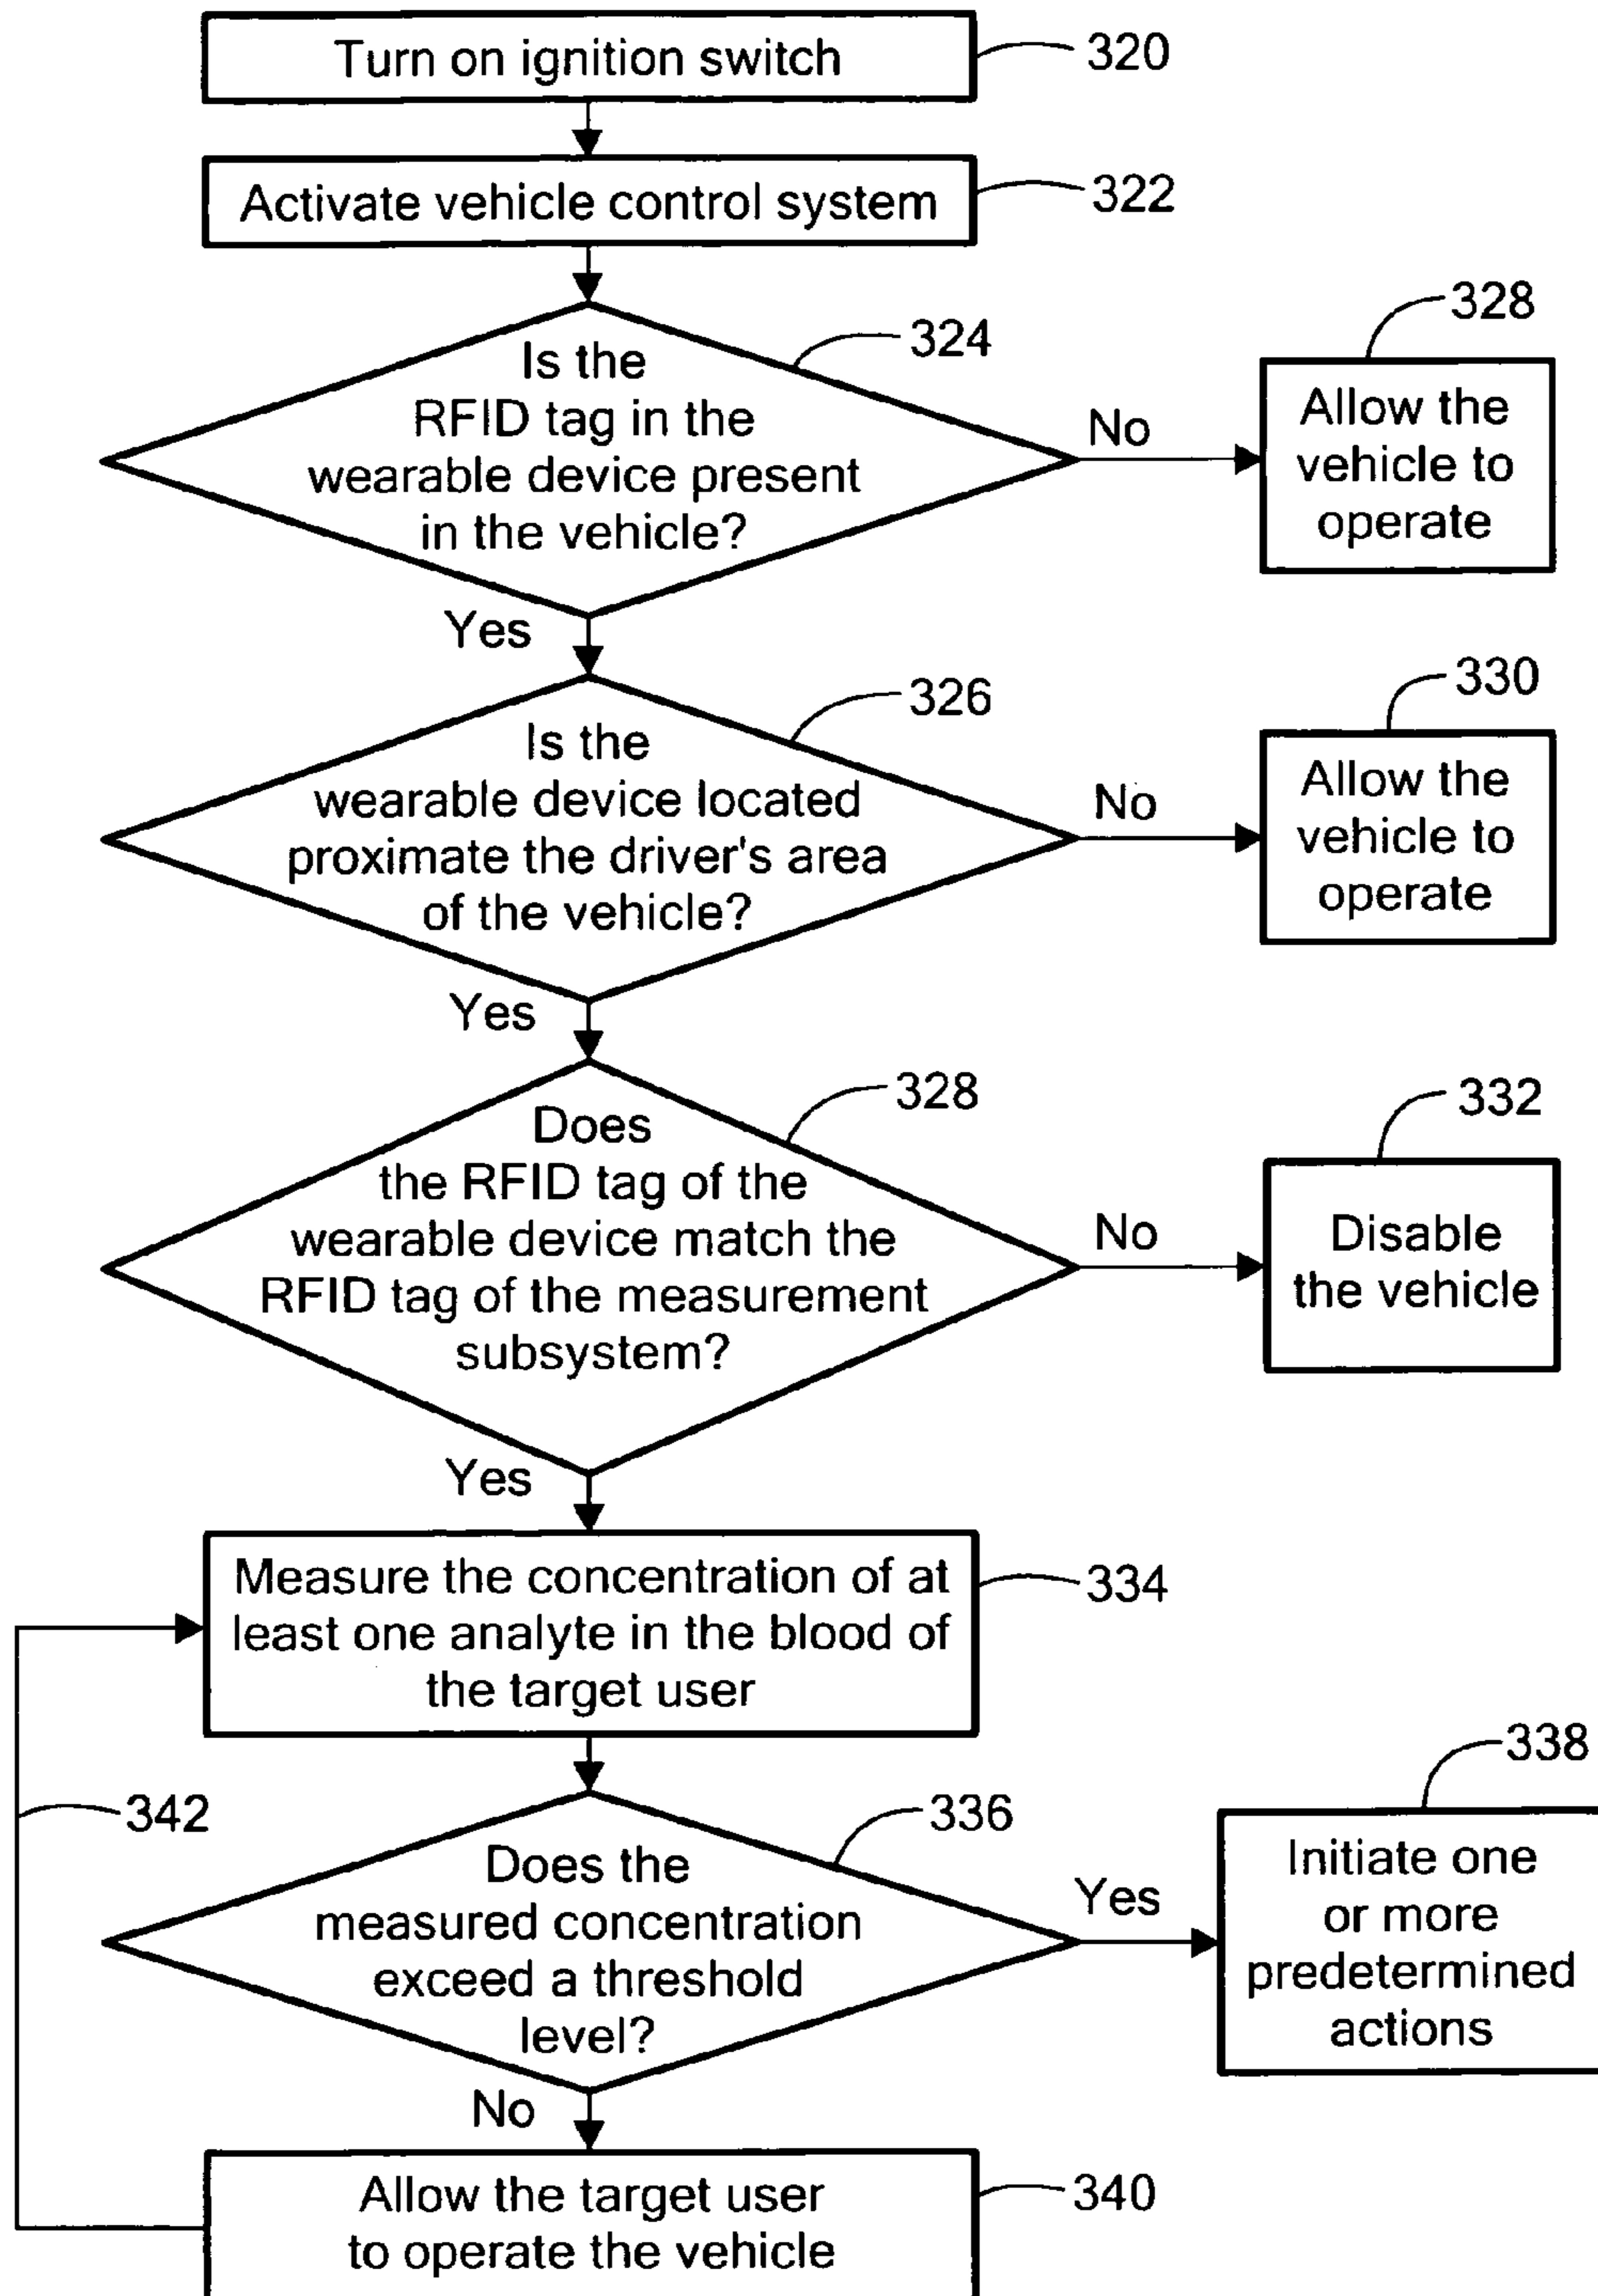 Turn on ignition switch
320
Activate vehicle control system
322
Is the
RFID tag in the
wearable device present
in the vehicle?
324
No
328
Allow the
vehicle to
operate
Yes
Is the
wearable device located
proximate the driver's area
of the vehicle?
326
No
330
Allow the
vehicle to
operate
Yes
Does
the RFID tag of the
wearable device match the
RFID tag of the measurement
subsystem?
328
No
332
Disable
the vehicle
Yes
Measure the concentration of at
least one analyte in the blood of
the target user
334
342
Does the
measured concentration
exceed a threshold
level?
336
Yes
338
Initiate one
or more
predetermined
actions
No
Allow the target user
to operate the vehicle
340